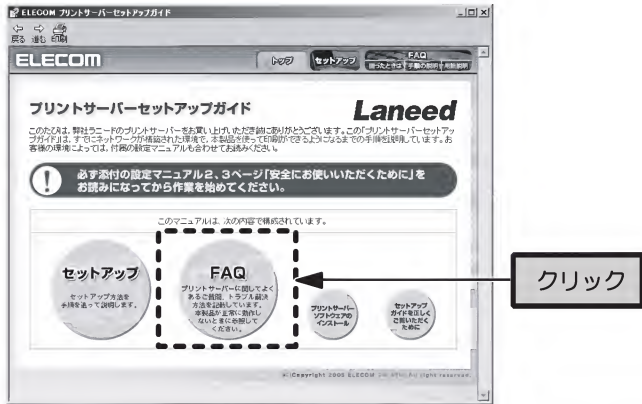 ELECOM プリントサーバーセットアップガイド
戻る 進む 印刷
ELECOM
トップ セットアップ FAQ
困ったときは 手順の説明 用語説明
プリントサーバーセットアップガイド
Laneed
このたびは、弊社ラニードのプリントサーバーをお買い上げいただき誠にありがとうございます。この「プリントサーバーセットアッ
プガイド」は、すでにネットワークが構築された環境で、本製品を使って印刷ができるようになるまでの手順を説明しています。お
客様の環境によっては、付属の設定マニュアルも合わせてお読みください。
必ず添付の設定マニュアル2、3ページ「安全にお使いいただくために」を
お読みになってから作業を始めてください。
このマニュアルは、次の内容で構成されています。
セットアップ
セットアップ方法を
手順を追って説明します。
FAQ
プリントサーバーに関してよく
あるご質問、トラブル解決
方法を記載しています。
本製品が正常に動作し
ないときに参照して
ください。
プリントサーバー
ソフトウェアの
インストール
セットアップ
ガイドを正しく
ご覧いただく
ために
クリック
Copyright 2005 ELECOM Co., LTD. All right reserved.